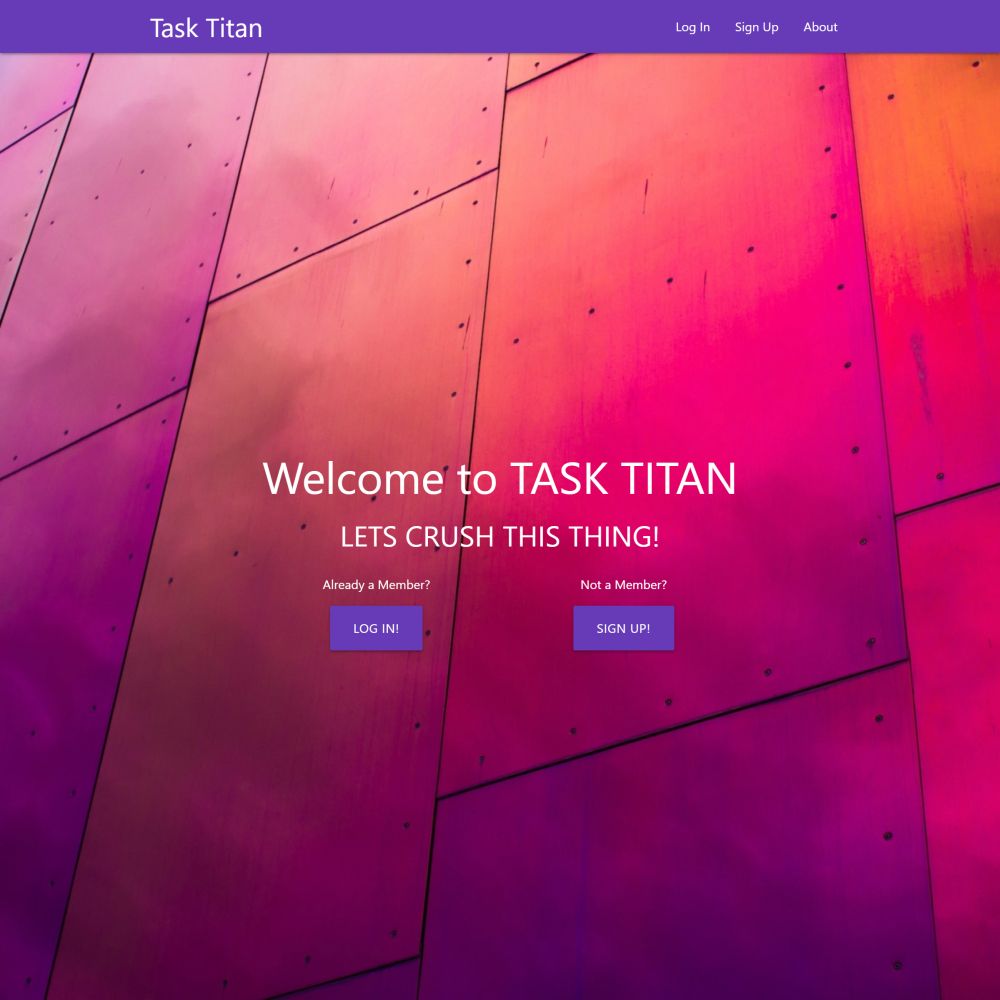 Task Titan
Log In Sign Up About
Welcome to TASK TITAN
LETS CRUSH THIS THING!
Already a Member? Not a Member?
LOG IN! SIGN UP!